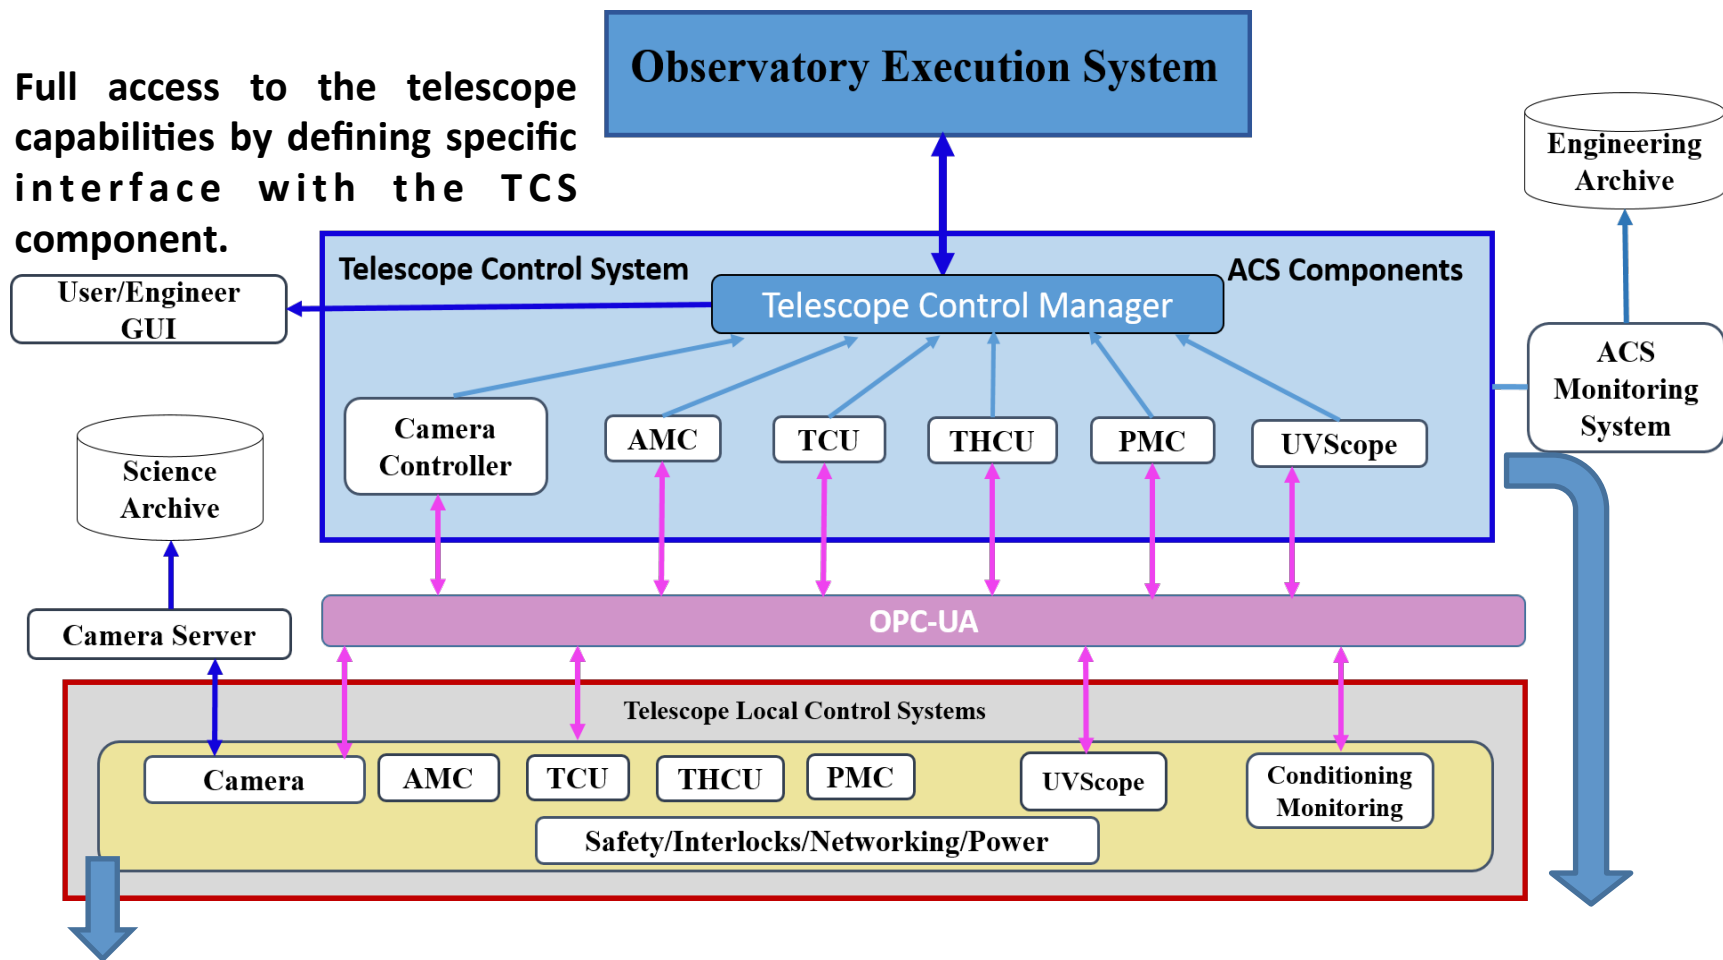 Observatory Execution System
Full access to the telescope
capabilities by defining specific
interface with the TCS
component.
Engineering
Archive
Telescope Control System
ACS Components
User/Engineer
GUI
Telescope Control Manager
ACS
Monitoring
System
Camera
Controller
AMC
TCU
THCU
PMC
UVScope
Science
Archive
OPC-UA
Camera Server
Telescope Local Control Systems
Camera
AMC
TCU
THCU
PMC
UVScope
Conditioning
Monitoring
Safety/Interlocks/Networking/Power